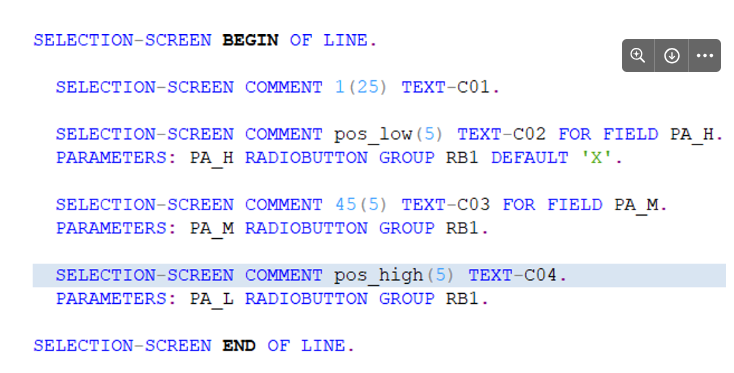 SELECTION-SCREEN BEGIN OF LINE.
SELECTION-SCREEN COMMENT 1(25) TEXT-C01.
SELECTION-SCREEN COMMENT pos_low(5) TEXT-C02 FOR FIELD PA_H.
PARAMETERS: PA_H RADIOBUTTON GROUP RB1 DEFAULT 'X'.
SELECTION-SCREEN COMMENT 45(5) TEXT-C03 FOR FIELD PA_M.
PARAMETERS: PA_M RADIOBUTTON GROUP RB1.
SELECTION-SCREEN COMMENT pos_high(5) TEXT-C04.
PARAMETERS: PA_L RADIOBUTTON GROUP RB1.
SELECTION-SCREEN END OF LINE.